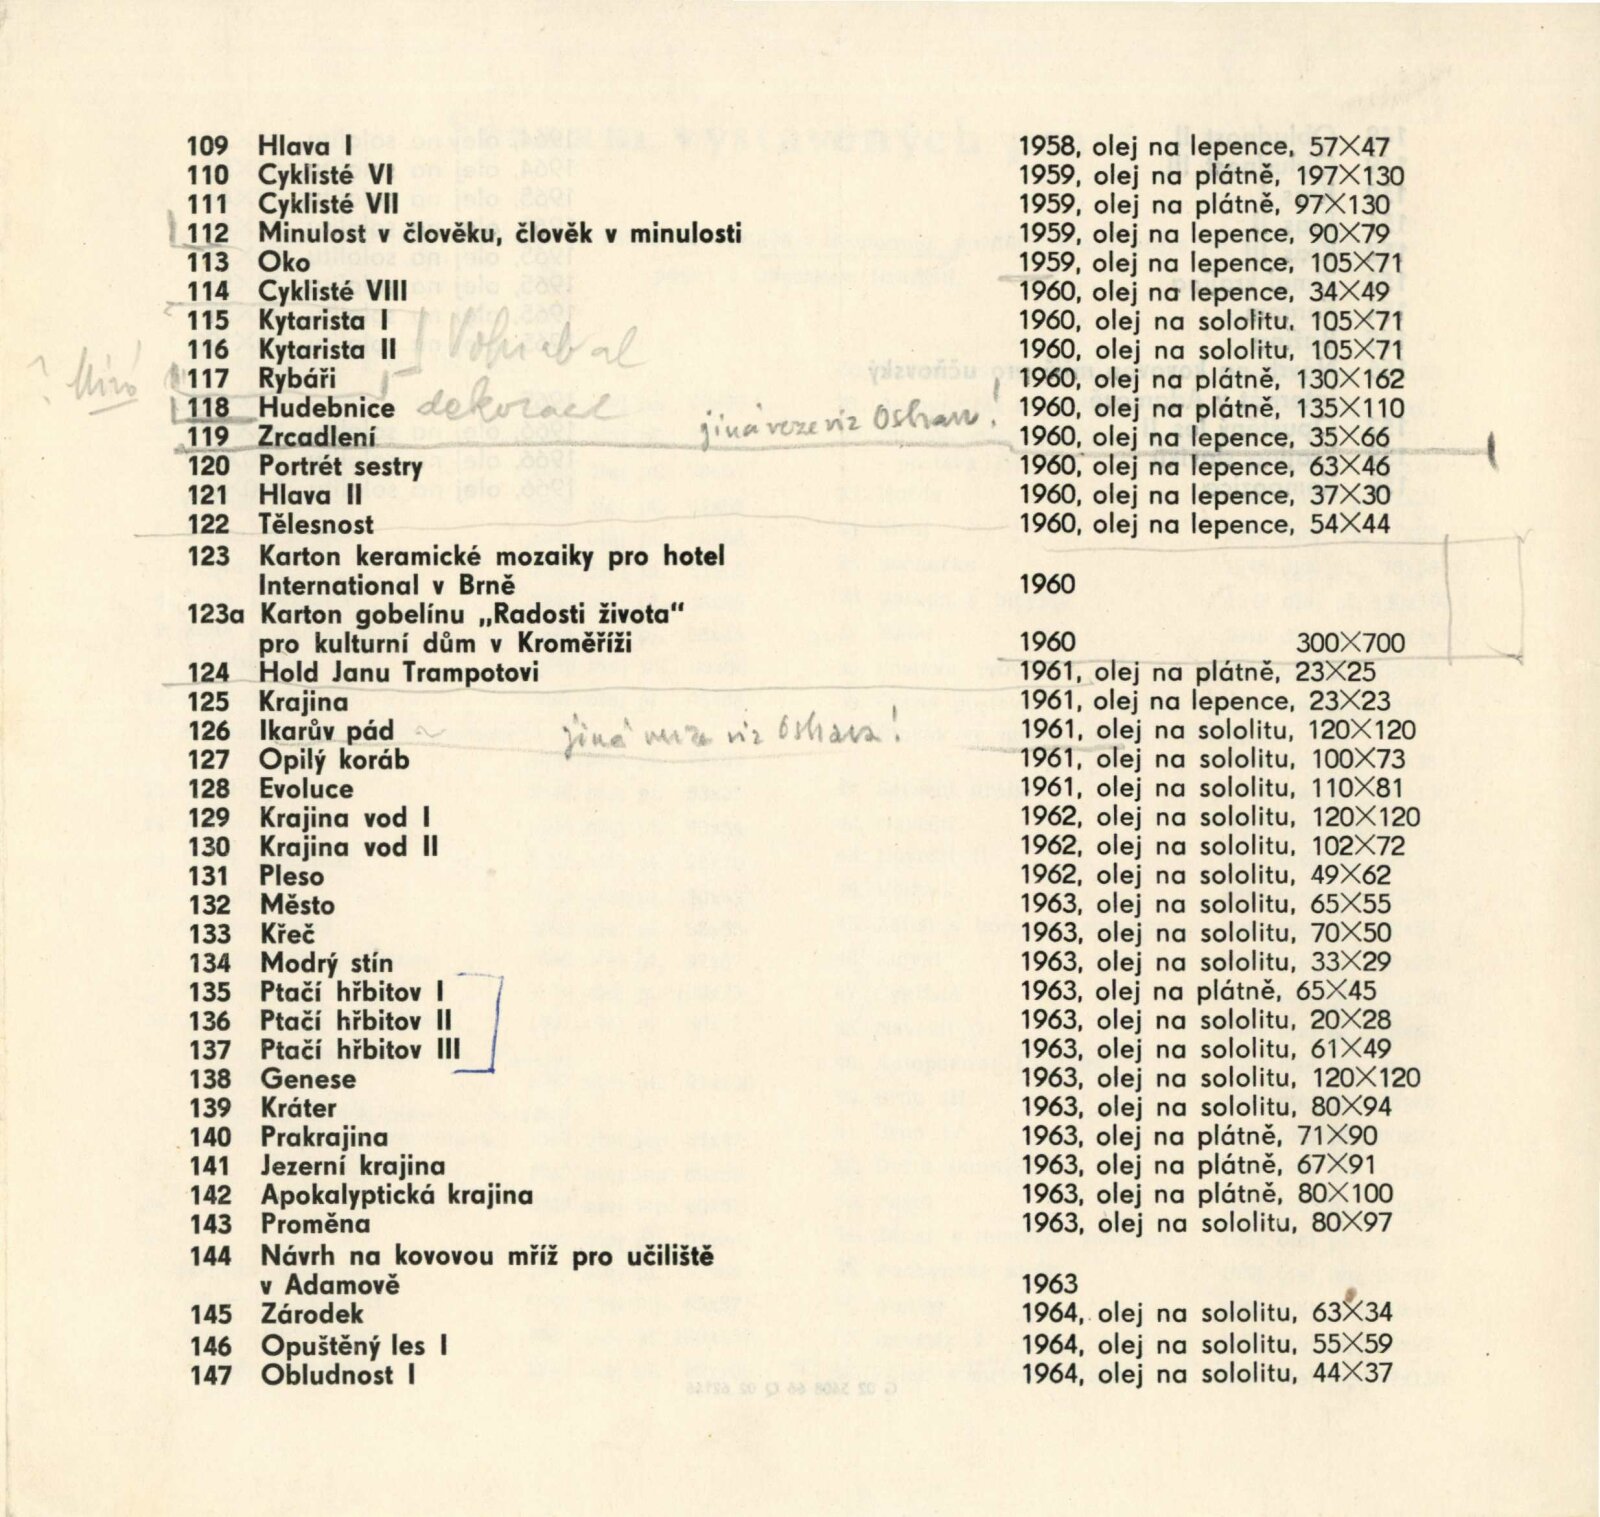 109 Hlava I 1958, olej na lepence, 57×47
110 Cyklisté VI 1959, olej na plátně, 197×130
111 Cyklisté VII 1959, olej na plátně, 97×130
112 Minulost v člověku, člověk v minulosti 1959, olej na lepence, 90×79
113 Oko 1959, olej na lepence, 105×71
114 Cyklisté VIII 1960, olej na lepence, 34×49
115 Kytarista I 1960, olej na sololitu, 105×71
116 Kytarista II 1960, olej na sololitu, 105×71
? Miró 117 Rybáři 1960, olej na plátně, 130×162
118 Hudebnice dekorace 1960, olej na plátně, 135×110
jiná verze viz Ostrava!
119 Zrcadlení 1960, olej na lepence, 35×66
120 Portrét sestry 1960, olej na lepence, 63×46
121 Hlava II 1960, olej na lepence, 37×30
122 Tělesnost 1960, olej na lepence, 54×44
123 Karton keramické mozaiky pro hotel
International v Brně 1960
123a Karton gobelínu „Radosti života“
pro kulturní dům v Kroměříži 1960 300×700
124 Hold Janu Trampotovi 1961, olej na plátně, 23×25
125 Krajina 1961, olej na lepence, 23×23
126 Ikarův pád ~ jiná verze viz Ostrava! 1961, olej na sololitu, 120×120
127 Opilý koráb 1961, olej na sololitu, 100×73
128 Evoluce 1961, olej na sololitu, 110×81
129 Krajina vod I 1962, olej na sololitu, 120×120
130 Krajina vod II 1962, olej na sololitu, 102×72
131 Pleso 1962, olej na sololitu, 49×62
132 Město 1963, olej na sololitu, 65×55
133 Křeč 1963, olej na sololitu, 70×50
134 Modrý stín 1963, olej na sololitu, 33×29
135 Ptačí hřbitov I 1963, olej na plátně, 65×45
136 Ptačí hřbitov II 1963, olej na sololitu, 20×28
137 Ptačí hřbitov III 1963, olej na sololitu, 61×49
138 Genese 1963, olej na sololitu, 120×120
139 Kráter 1963, olej na sololitu, 80×94
140 Prakrajina 1963, olej na plátně, 71×90
141 Jezerní krajina 1963, olej na plátně, 67×91
142 Apokalyptická krajina 1963, olej na plátně, 80×100
143 Proměna 1963, olej na sololitu, 80×97
144 Návrh na kovovou mříž pro učiliště
v Adamově 1963
145 Zárodek 1964, olej na sololitu, 63×34
146 Opuštěný les I 1964, olej na sololitu, 55×59
147 Obludnost I 1964, olej na sololitu, 44×37